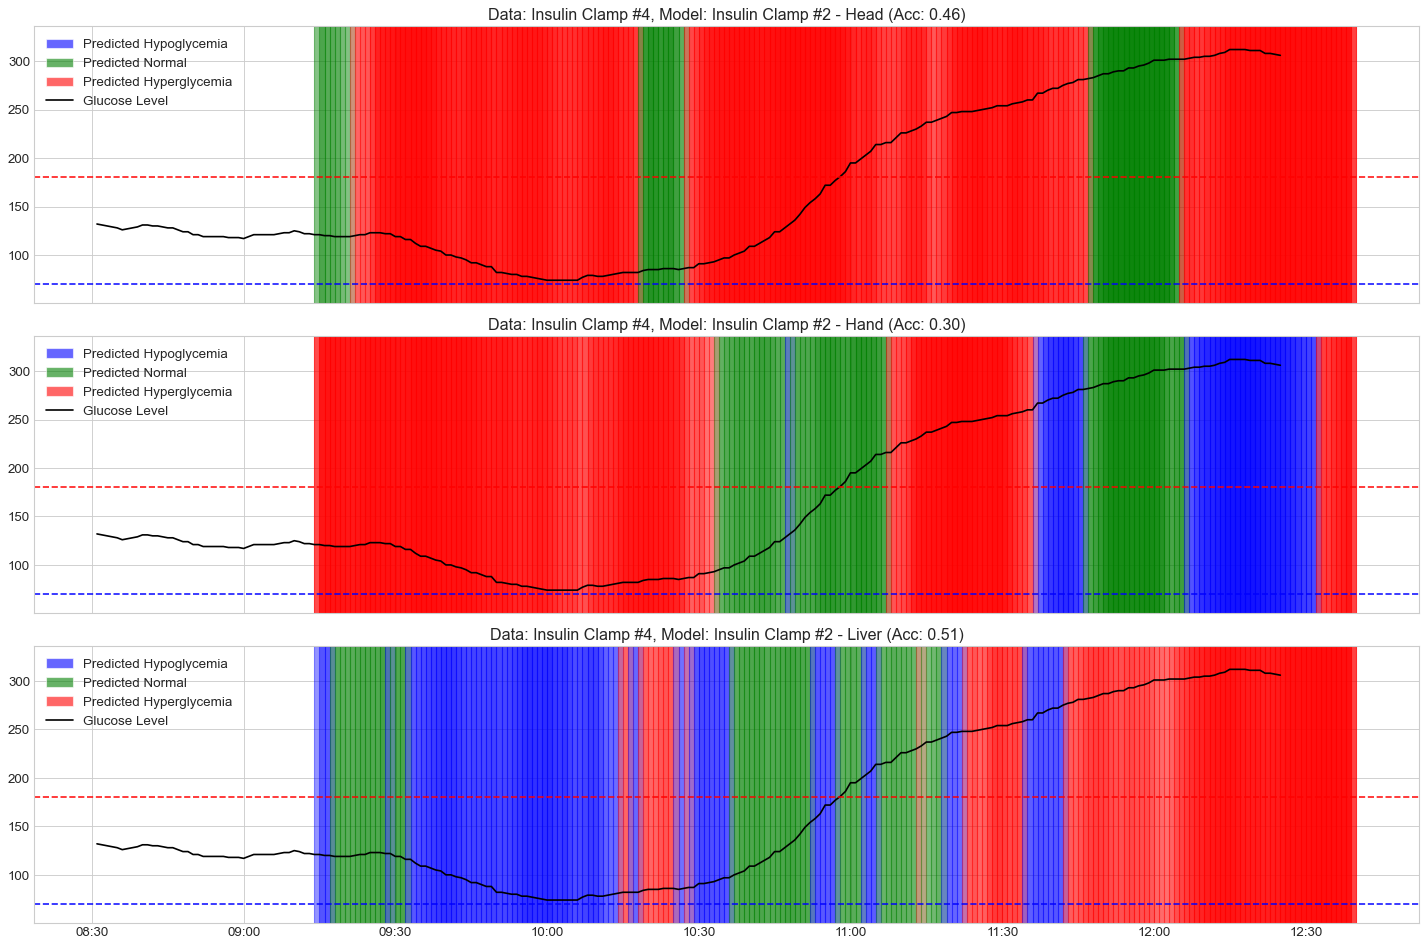 Data: Insulin Clamp #4, Model: Insulin Clamp #2 - Head (Acc: 0.46)
Predicted Hypoglycemia
Predicted Normal
Predicted Hyperglycemia
Glucose Level
300
250
200
150
100
Data: Insulin Clamp #4, Model: Insulin Clamp #2 - Hand (Acc: 0.30)
Predicted Hypoglycemia
Predicted Normal
Predicted Hyperglycemia
Glucose Level
300
250
200
150
100
Data: Insulin Clamp #4, Model: Insulin Clamp #2 - Liver (Acc: 0.51)
Predicted Hypoglycemia
Predicted Normal
Predicted Hyperglycemia
Glucose Level
300
250
200
150
100
08:30 09:00 09:30 10:00 10:30 11:00 11:30 12:00 12:30